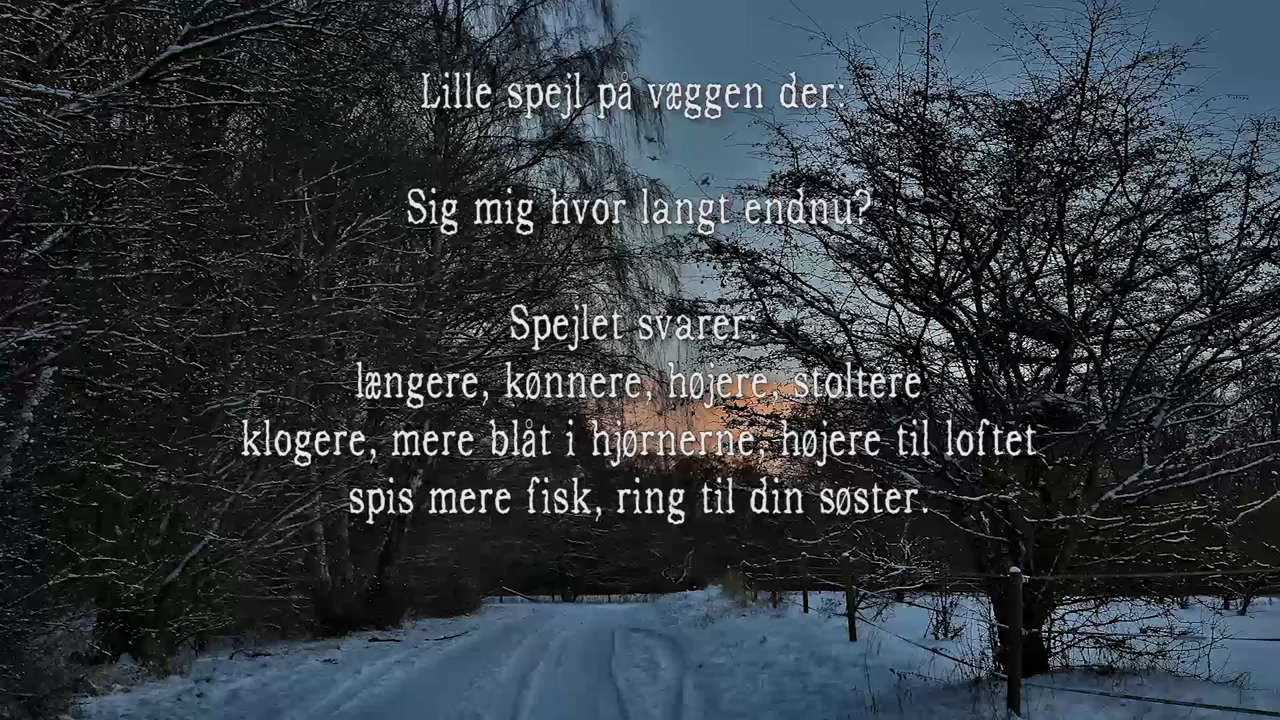 Lille spejl på væggen der:
Sig mig hvor langt endnu?
Spejlet svarer:
længere, kønnere, højere, stoltere
klogere, mere blåt i hjørnerne, højere til loftet
spis mere fisk, ring til din søster.